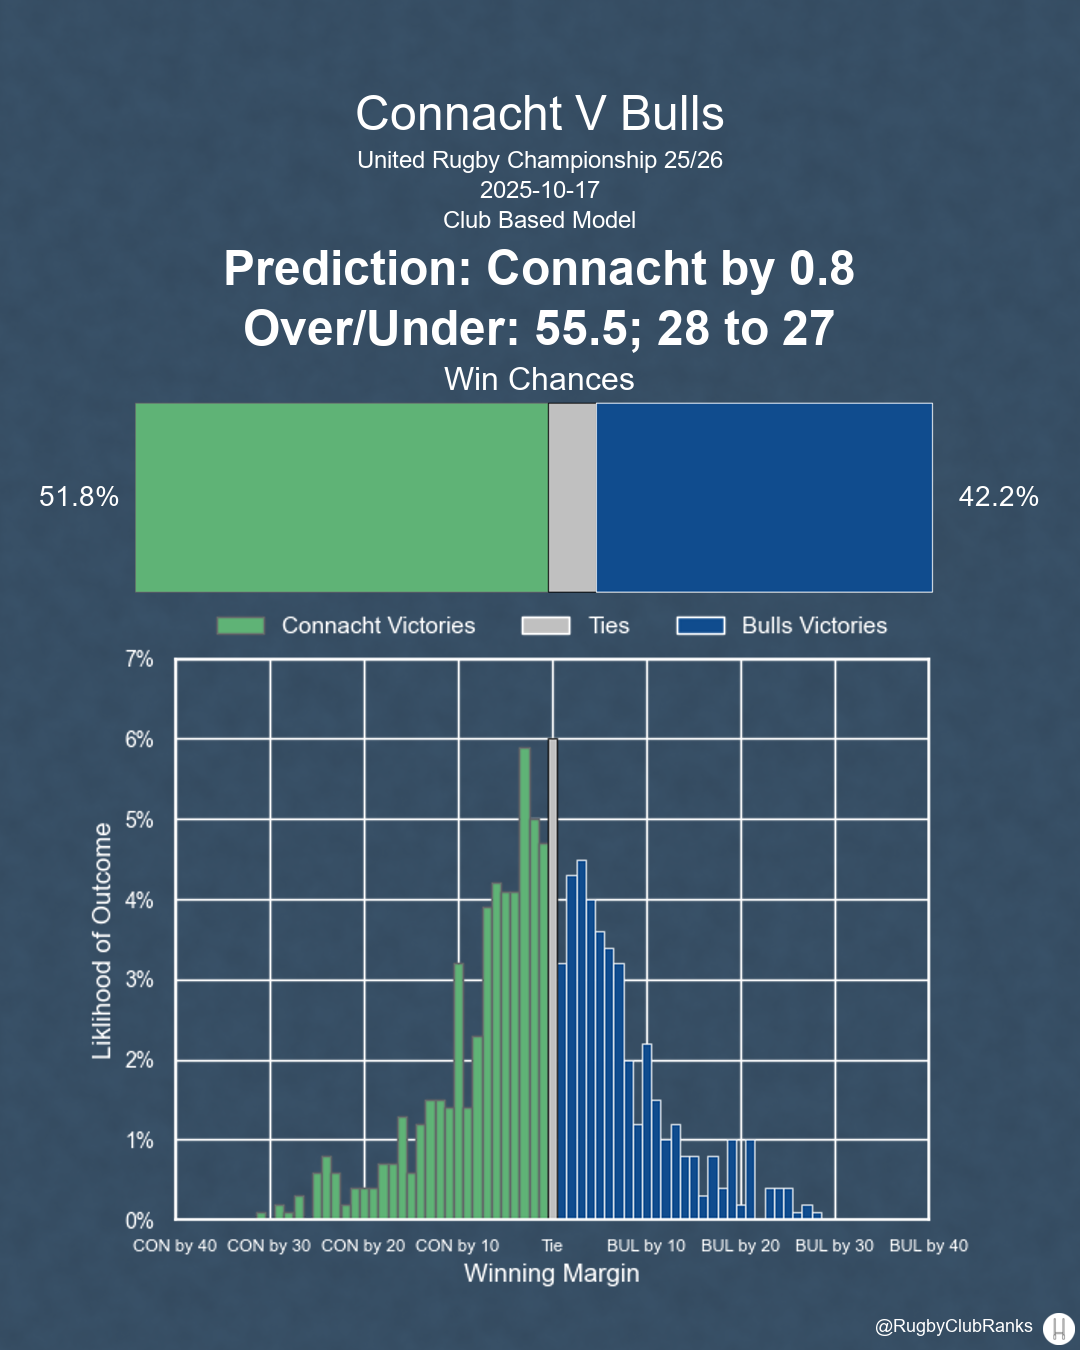 Connacht V Bulls
United Rugby Championship 25/26
2025-10-17
Club Based Model
Prediction: Connacht by 0.8
Over/Under: 55.5; 28 to 27
Win Chances
51.8%
42.2%
Connacht Victories
Ties
Bulls Victories
7%
6%
5%
4%
3%
2%
1%
0%
Liklihood of Outcome
CON by 40 CON by 30 CON by 20 CON by 10 Tie BUL by 10 BUL by 20 BUL by 30 BUL by 40
Winning Margin
@RugbyClubRanks